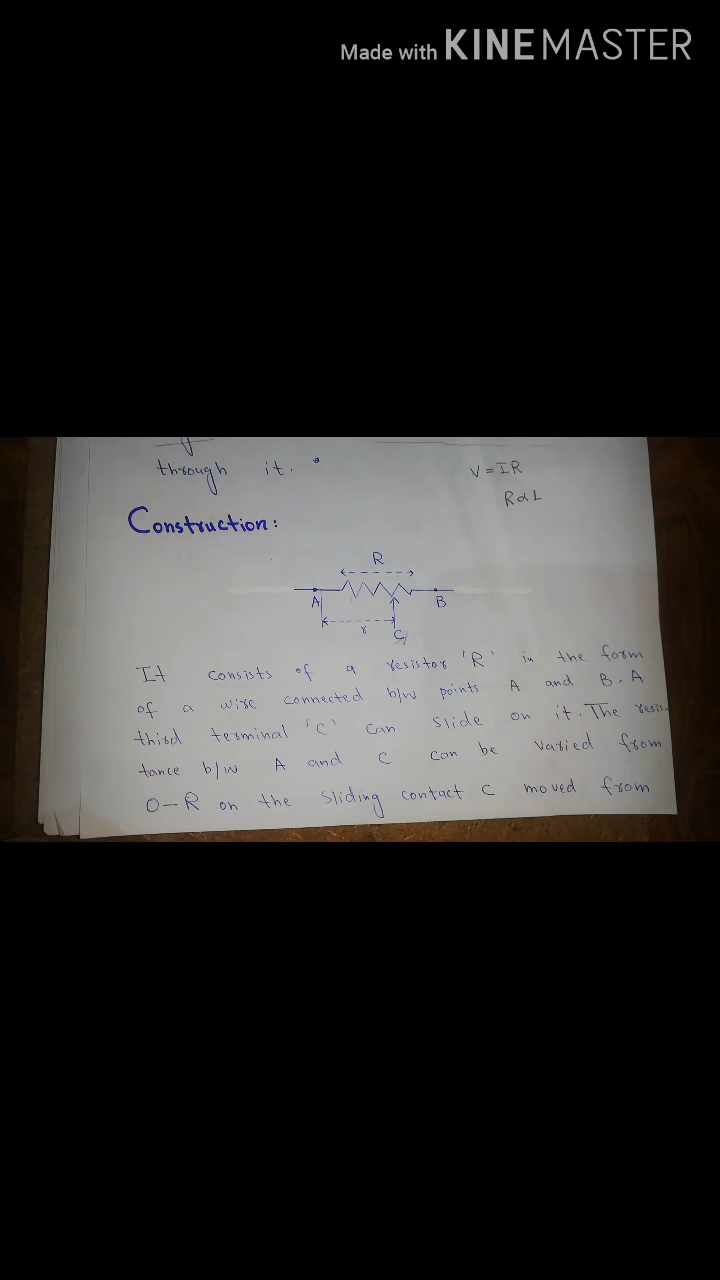 Made with KINEMASTER
through it.
V = IR
R ∝ L
Construction:
R
A B
r C
It consists of a resistor 'R' in the form
of a wire connected b/w points A and B. A
third terminal 'C' can slide on it. The resis-
tance b/w A and C can be varied from
0-R on the sliding contact C moved from